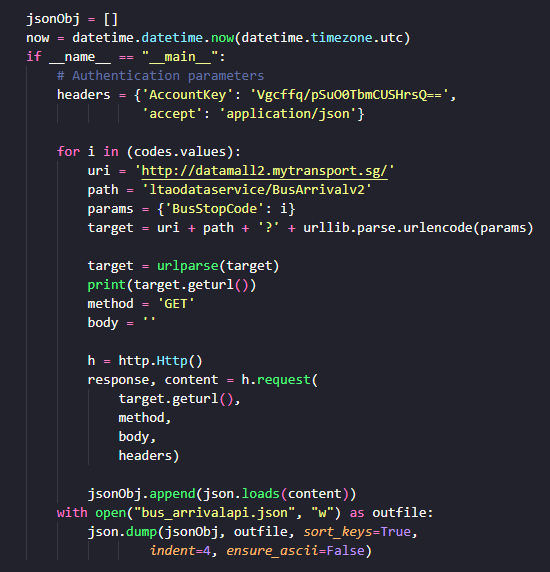 jsonObj = []
now = datetime.datetime.now(datetime.timezone.utc)
if __name__ == "__main__":
# Authentication parameters
headers = {'AccountKey': 'Vgcffq/pSuO0TbmCUSHrsQ==',
'accept': 'application/json'}
for i in (codes.values):
uri = 'http://datamall2.mytransport.sg/'
path = 'ltaodataservice/BusArrivalv2'
params = {'BusStopCode': i}
target = uri + path + '?' + urllib.parse.urlencode(params)
target = urlparse(target)
print(target.geturl())
method = 'GET'
body = ''
h = http.Http()
response, content = h.request(
target.geturl(),
method,
body,
headers)
jsonObj.append(json.loads(content))
with open("bus_arrivalapi.json", "w") as outfile:
json.dump(jsonObj, outfile, sort_keys=True,
indent=4, ensure_ascii=False)